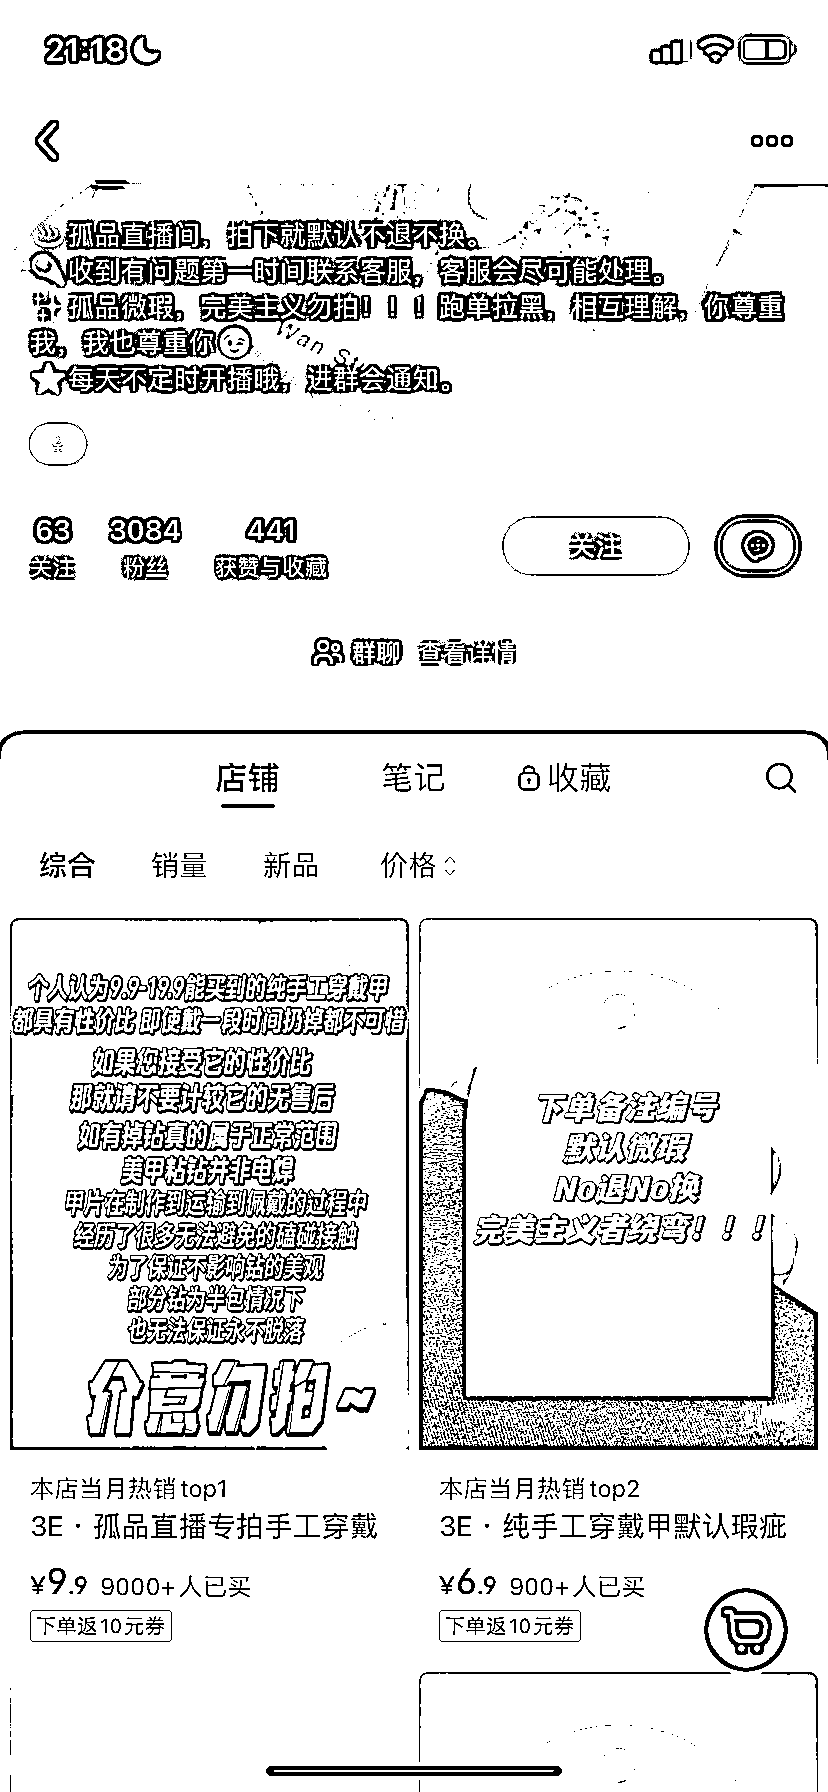 21:18
孤品直播间，拍下就默认不退不换。
收到有问题第一时间联系客服，客服会尽可能处理。
孤品微瑕，完美主义勿拍！！！跑单拉黑，相互理解，你尊重
我，我也尊重你
每天不定时开播哦，进群会通知。
Wan St
63 3084 441
关注 粉丝 获赞与收藏
关注
群聊 查看详情
店铺 笔记 收藏
综合 销量 新品 价格
个人认为9.9-19.9能买到的纯手工穿戴甲
都具有性价比 即使戴一段时间扔掉都不可惜
如果您接受它的性价比
那就请不要计较它的无售后
如有掉钻真的属于正常范围
美甲粘钻并非电焊
甲片在制作到运输到佩戴的过程中
经历了很多无法避免的磕碰接触
为了保证不影响钻的美观
部分钻为半包情况下
也无法保证永不脱落
介意勿拍~
下单备注编号
默认微瑕
No退No换
完美主义者绕弯！！！
本店当月热销top1
3E·孤品直播专拍手工穿戴
¥9.9 9000+人已买
下单返10元券
本店当月热销top2
3E·纯手工穿戴甲默认瑕疵
¥6.9 900+人已买
下单返10元券